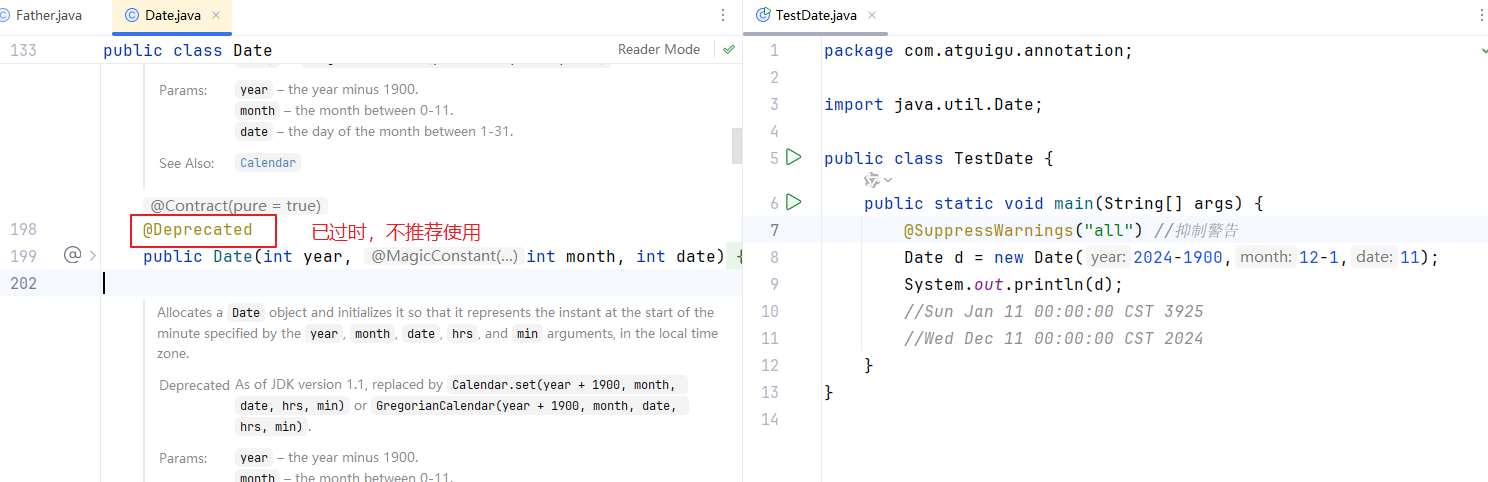 Father.java
Date.java
133 public class Date
Reader Mode
Params: year – the year minus 1900.
month – the month between 0-11.
date – the day of the month between 1-31.
See Also: Calendar
@Contract(pure = true)
198 @Deprecated
已过时，不推荐使用
199 @ public Date(int year, @MagicConstant(...) int month, int date) {
202
Allocates a Date object and initializes it so that it represents the instant at the start of the
minute specified by the year, month, date, hrs, and min arguments, in the local time
zone.
Deprecated As of JDK version 1.1, replaced by Calendar.set(year + 1900, month,
date, hrs, min) or GregorianCalendar(year + 1900, month, date,
hrs, min).
Params: year – the year minus 1900.
month – the month between 0-11.
TestDate.java
1 package com.atguigu.annotation;
2
3 import java.util.Date;
4
5 public class TestDate {
6 public static void main(String[] args) {
7 @SuppressWarnings("all") //抑制警告
8 Date d = new Date( year: 2024-1900, month: 12-1, date: 11);
9 System.out.println(d);
10 //Sun Jan 11 00:00:00 CST 3925
11 //Wed Dec 11 00:00:00 CST 2024
12 }
13 }
14